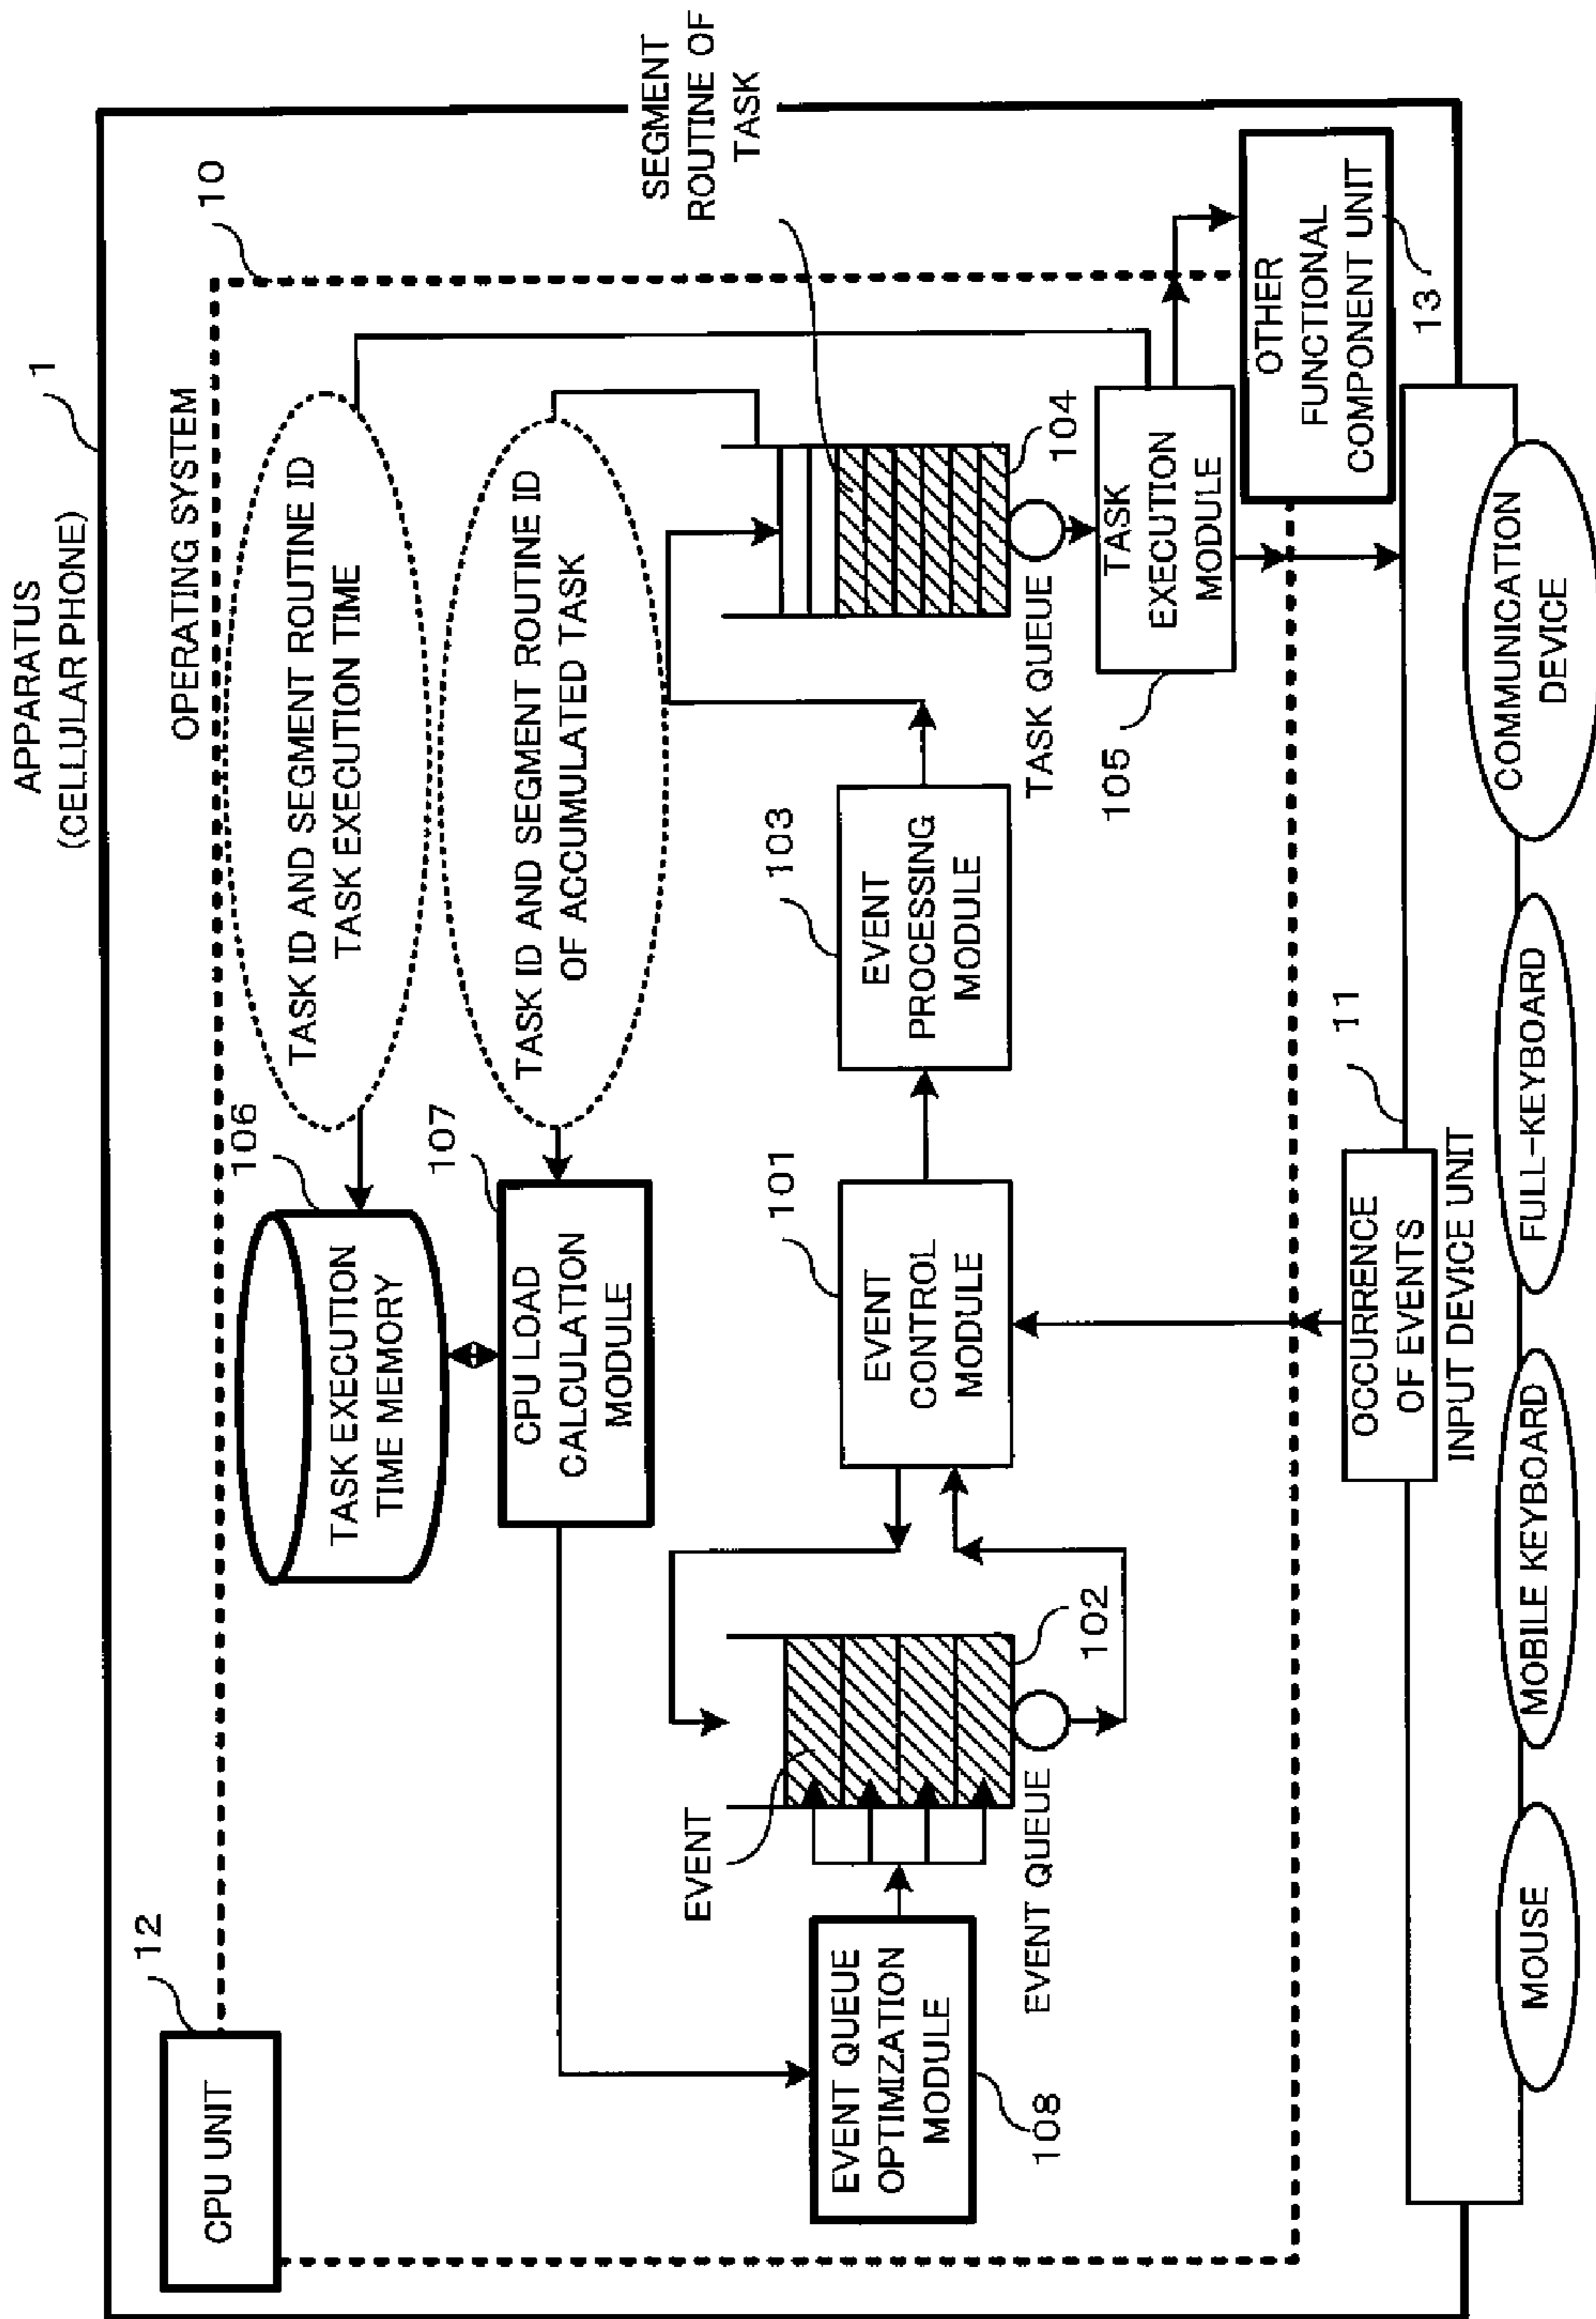 APPARATUS
(CELLULAR PHONE)
1
12
CPU UNIT
OPERATING SYSTEM
10
106
TASK EXECUTION
TIME MEMORY
TASK ID AND SEGMENT ROUTINE ID
TASK EXECUTION TIME
SEGMENT
ROUTINE OF
TASK
107
CPU LOAD
CALCULATION
MODULE
TASK ID AND SEGMENT ROUTINE ID
OF ACCUMULATED TASK
EVENT
EVENT QUEUE
OPTIMIZATION
MODULE
108
102
EVENT QUEUE
101
EVENT
CONTROL
MODULE
103
EVENT
PROCESSING
MODULE
104
TASK QUEUE
105
TASK
EXECUTION
MODULE
OTHER
FUNCTIONAL
COMPONENT UNIT
13
11
OCCURRENCE
OF EVENTS
INPUT DEVICE UNIT
MOUSE
MOBILE KEYBOARD
FULL-KEYBOARD
COMMUNICATION
DEVICE